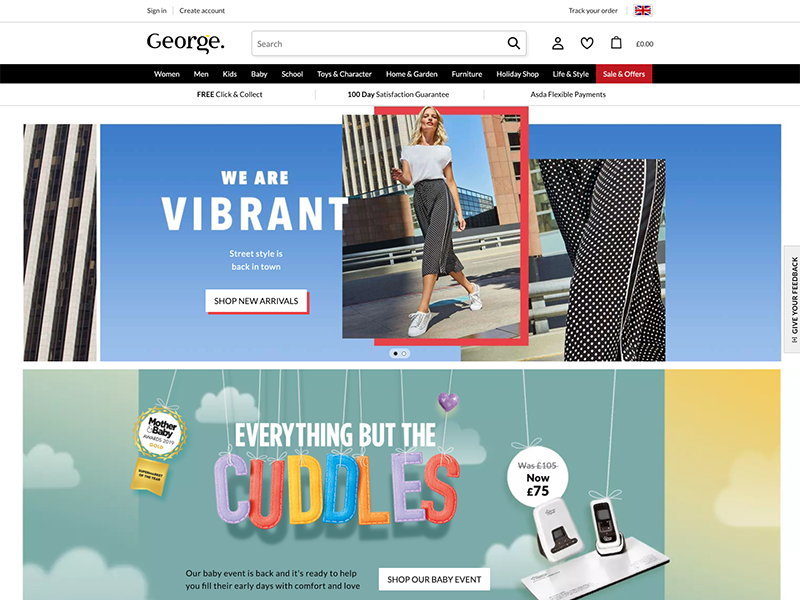 Sign in
Create account
Track your order
George.
Search
£0.00
Women
Men
Kids
Baby
School
Toys & Character
Home & Garden
Furniture
Holiday Shop
Life & Style
Sale & Offers
FREE Click & Collect
100 Day Satisfaction Guarantee
Asda Flexible Payments
WE ARE
VIBRANT
Street style is
back in town
SHOP NEW ARRIVALS
GIVE YOUR FEEDBACK
Mother
&Baby
AWARDS 2019
GOLD
SUPERMARKET
OF THE YEAR
EVERYTHING BUT THE
CUDDLES
Was £105
Now
£75
Our baby event is back and it's ready to help
you fill their early days with comfort and love
SHOP OUR BABY EVENT